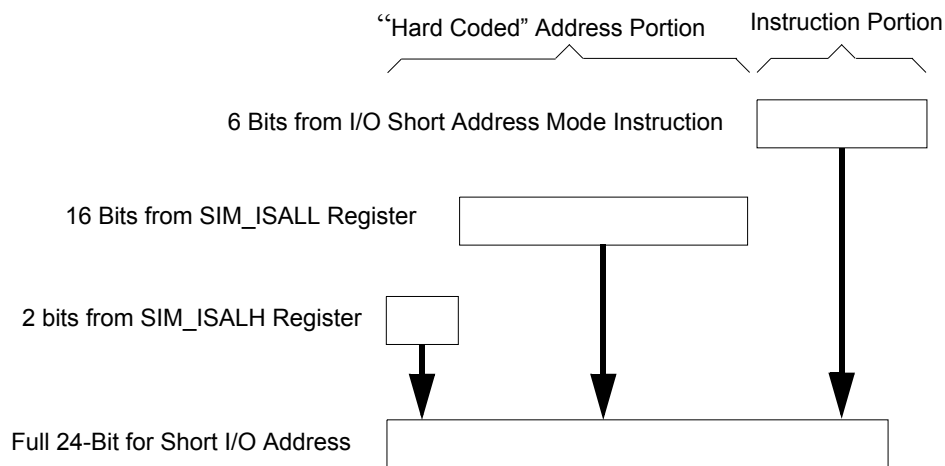 “Hard Coded” Address Portion
Instruction Portion
6 Bits from I/O Short Address Mode Instruction
16 Bits from SIM_ISALL Register
2 bits from SIM_ISALH Register
Full 24-Bit for Short I/O Address